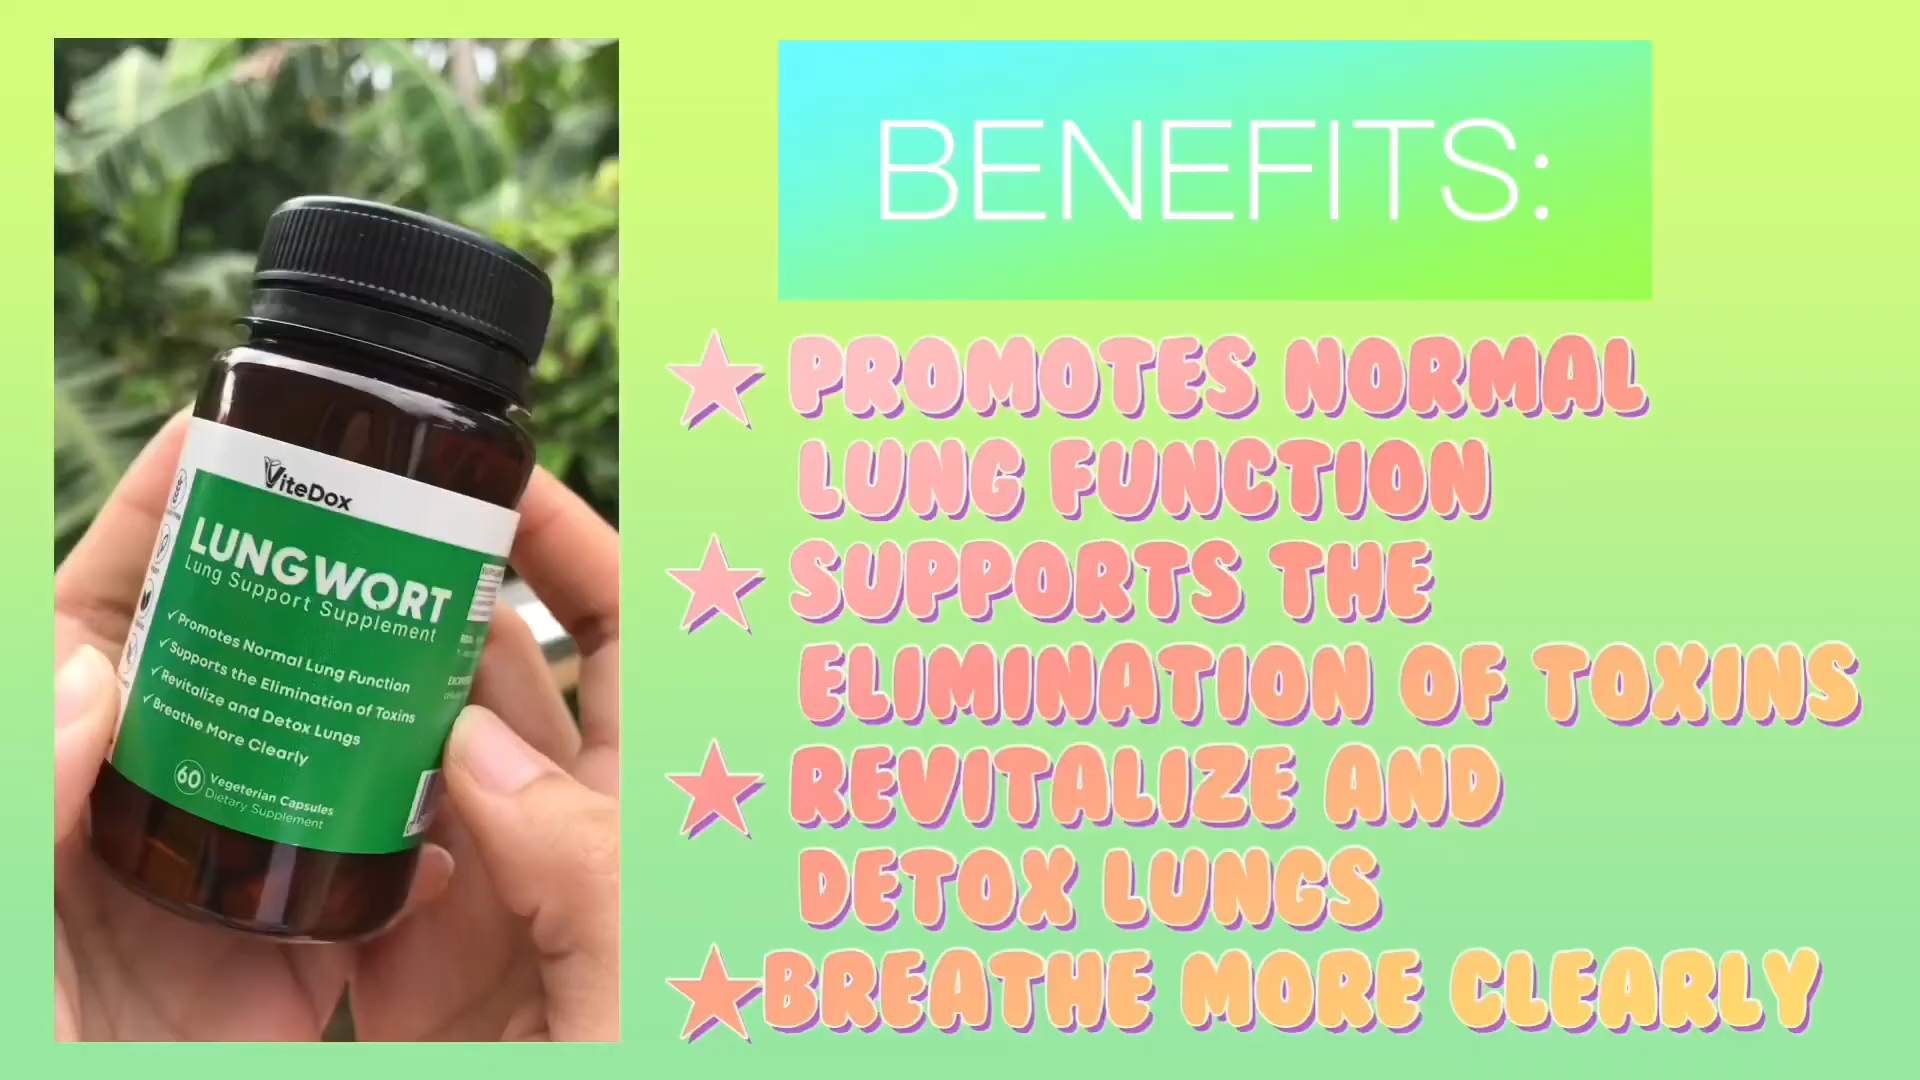 BENEFITS:
★ PROMOTES NORMAL
LUNG FUNCTION
★ SUPPORTS THE
ELIMINATION OF TOXINS
★ REVITALIZE AND
DETOX LUNGS
★BREATHE MORE CLEARLY
ViteDox
LUNGWORT
Lung Support Supplement
✓Promotes Normal Lung Function
✓Supports the Elimination of Toxins
✓Revitalize and Detox Lungs
✓Breathe More Clearly
60 Vegeterian Capsules
Dietary Supplement